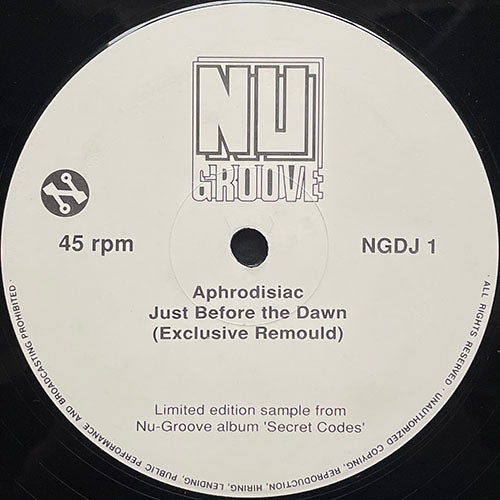 NU
GROOVE
45 rpm
NGDJ 1
Aphrodisiac
Just Before the Dawn
(Exclusive Remould)
Limited edition sample from
Nu-Groove album 'Secret Codes'
· ALL RIGHTS RESERVED · UNAUTHORIZED COPYING, REPRODUCTION, HIRING, LENDING, PUBLIC PERFORMANCE AND BROADCASTING PROHIBITED ·